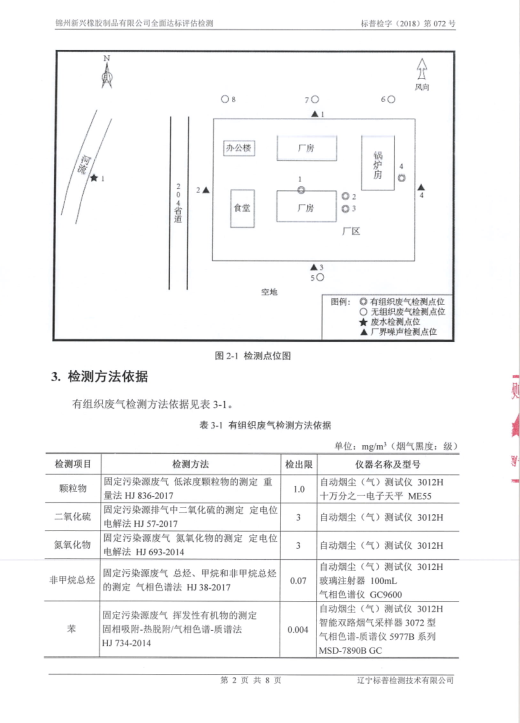 锦州新兴橡胶制品有限公司全面达标评估检测 标普检字（2018）第 072 号
N
风向
8 7 6
1
办公楼 厂房 锅炉房 4
河流
1
204省道
2
1
食堂 厂房 2
3
4
厂区
3
5
空地
图例： 有组织废气检测点位
无组织废气检测点位
废水检测点位
厂界噪声检测点位
图 2-1 检测点位图
3. 检测方法依据
有组织废气检测方法依据见表 3-1。
表 3-1 有组织废气检测方法依据
单位：mg/m³（烟气黑度：级）
检测项目 检测方法 检出限 仪器名称及型号
颗粒物 固定污染源废气 低浓度颗粒物的测定 重量法 HJ 836-2017 1.0 自动烟尘（气）测试仪 3012H
十万分之一电子天平 ME55
二氧化硫 固定污染源排气中二氧化硫的测定 定电位电解法 HJ 57-2017 3 自动烟尘（气）测试仪 3012H
氮氧化物 固定污染源废气 氮氧化物的测定 定电位电解法 HJ 693-2014 3 自动烟尘（气）测试仪 3012H
非甲烷总烃 固定污染源废气 总烃、甲烷和非甲烷总烃的测定 气相色谱法 HJ 38-2017 0.07 自动烟尘（气）测试仪 3012H
玻璃注射器 100mL
气相色谱仪 GC9600
苯 固定污染源废气 挥发性有机物的测定
固相吸附-热脱附/气相色谱-质谱法
HJ 734-2014 0.004 自动烟尘（气）测试仪 3012H
智能双路烟气采样器 3072 型
气相色谱-质谱仪 5977B 系列
MSD-7890B GC
第 2 页 共 8 页 辽宁标普检测技术有限公司